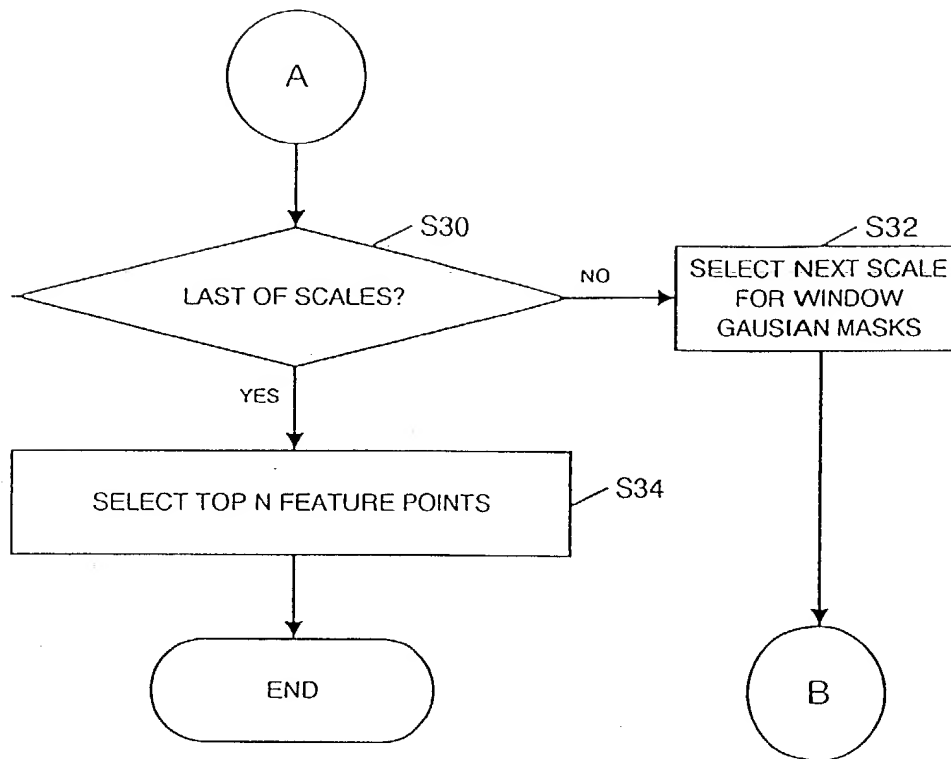 A
S30
LAST OF SCALES?
NO
S32
SELECT NEXT SCALE
FOR WINDOW
GAUSIAN MASKS
YES
SELECT TOP N FEATURE POINTS
S34
END
B